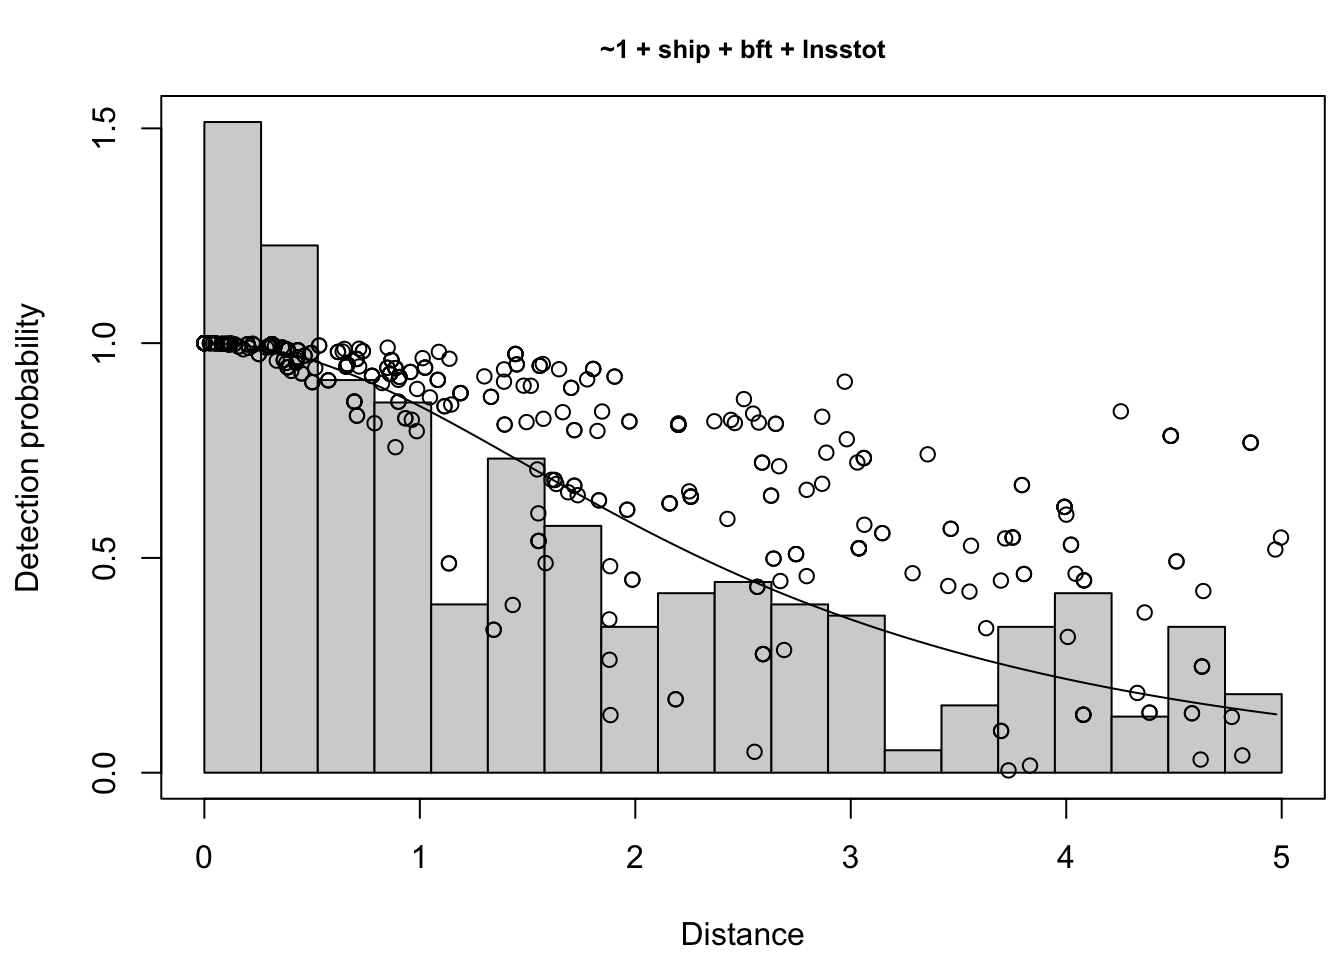 ~1 + ship + bft + lnsstot
Detection probability
1.5
1.0
0.5
0.0
0 1 2 3 4 5
Distance